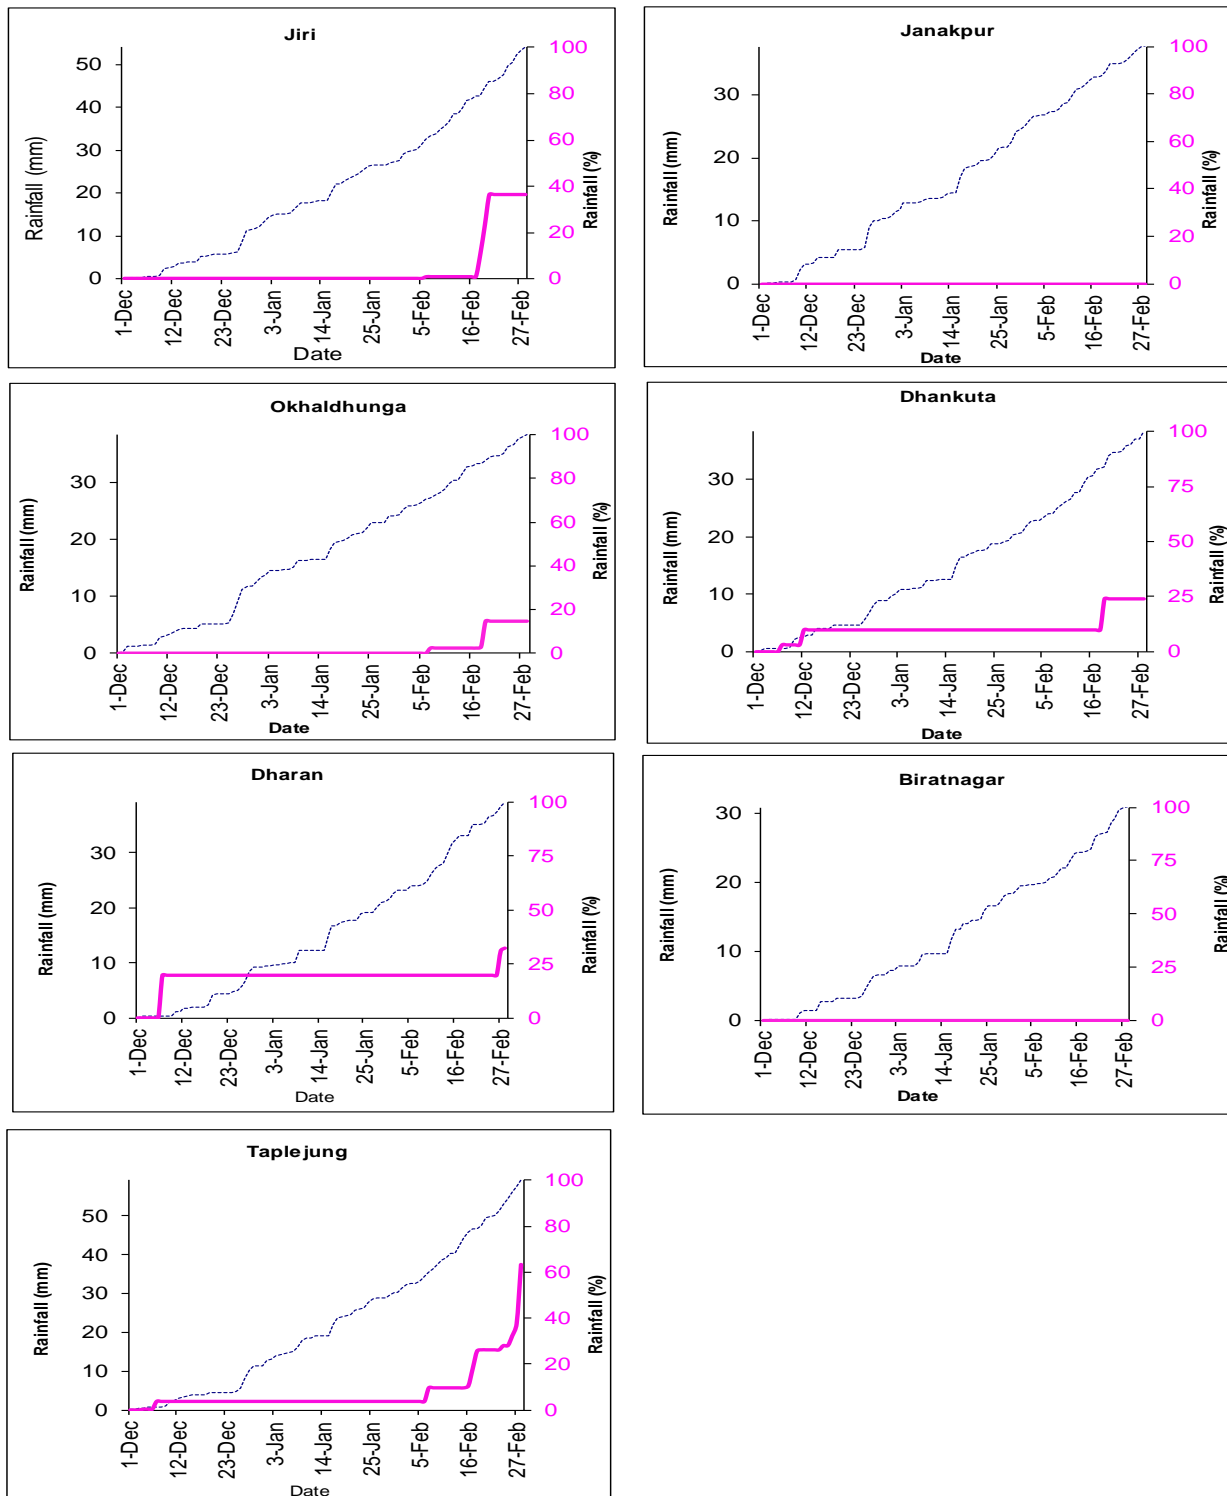 Jiri
Rainfall (mm)
50
40
30
20
10
0
100
80
60
40
20
0
Rainfall (%)
1-Dec
12-Dec
23-Dec
3-Jan
14-Jan
25-Jan
5-Feb
16-Feb
27-Feb
Date
Janakpur
Rainfall (mm)
30
20
10
0
100
80
60
40
20
0
Rainfall (%)
1-Dec
12-Dec
23-Dec
3-Jan
14-Jan
25-Jan
5-Feb
16-Feb
27-Feb
Date
Okhaldhunga
Rainfall (mm)
30
20
10
0
100
80
60
40
20
0
Rainfall (%)
1-Dec
12-Dec
23-Dec
3-Jan
14-Jan
25-Jan
5-Feb
16-Feb
27-Feb
Date
Dhankuta
Rainfall (mm)
30
20
10
0
100
75
50
25
0
Rainfall (%)
1-Dec
12-Dec
23-Dec
3-Jan
14-Jan
25-Jan
5-Feb
16-Feb
27-Feb
Date
Dharan
Rainfall (mm)
30
20
10
0
100
75
50
25
0
Rainfall (%)
1-Dec
12-Dec
23-Dec
3-Jan
14-Jan
25-Jan
5-Feb
16-Feb
27-Feb
Date
Biratnagar
Rainfall (mm)
30
20
10
0
100
75
50
25
0
Rainfall (%)
1-Dec
12-Dec
23-Dec
3-Jan
14-Jan
25-Jan
5-Feb
16-Feb
27-Feb
Date
Taplejung
Rainfall (mm)
50
40
30
20
10
0
100
80
60
40
20
0
Rainfall (%)
1-Dec
12-Dec
23-Dec
3-Jan
14-Jan
25-Jan
5-Feb
16-Feb
27-Feb
Date